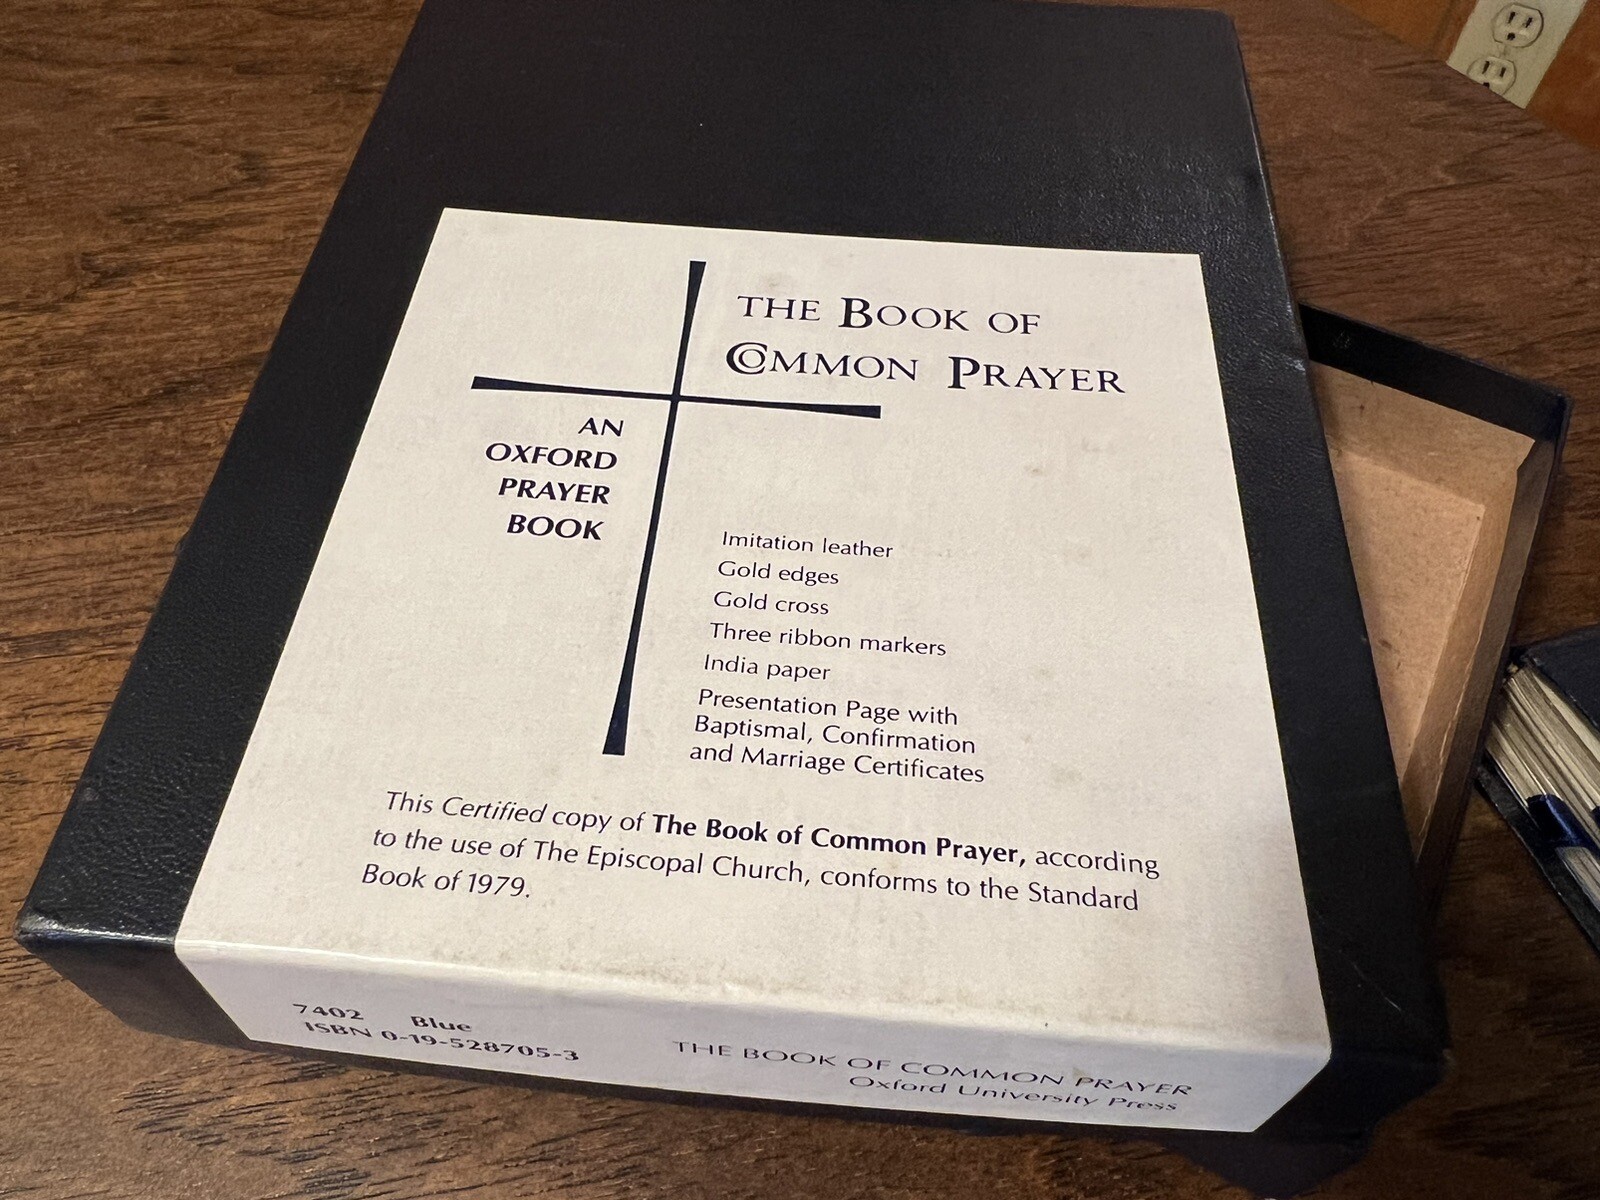 THE BOOK OF
COMMON PRAYER
AN
OXFORD
PRAYER
BOOK
Imitation leather
Gold edges
Gold cross
Three ribbon markers
India paper
Presentation Page with
Baptismal, Confirmation
and Marriage Certificates
This Certified copy of The Book of Common Prayer, according
to the use of The Episcopal Church, conforms to the Standard
Book of 1979.
7402 Blue
ISBN 0-19-528705-3
THE BOOK OF COMMON PRAYER
Oxford University Press